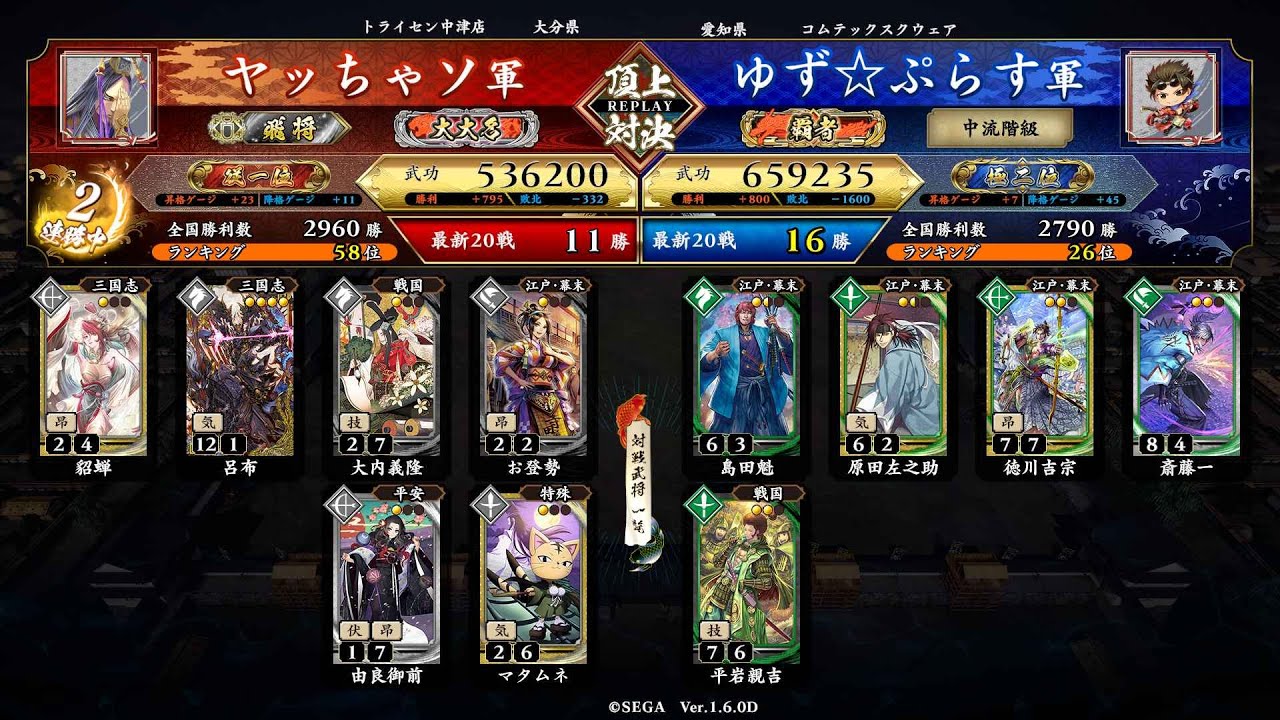 トライセン中津店 大分県
愛知県 コムテックスクウェア
ヤッちゃソ軍
頂上
REPLAY
対決
ゆず☆ぷらす軍
飛将 大大名
覇者 中流階級
従一位
昇格ゲージ +23 降格ゲージ +11
武功 536200
勝利 +795 敗北 -332
武功 659235
勝利 +800 敗北 -1600
極二位
昇格ゲージ +7 降格ゲージ +45
2
連勝中
全国勝利数 2960勝
ランキング 58位
最新20戦 11勝
最新20戦 16勝
全国勝利数 2790勝
ランキング 26位
三国志
昂
2 4
貂蝉
三国志
気
12 1
呂布
戦国
技
2 7
大内義隆
江戸・幕末
昂
2 2
お登勢
江戸・幕末
6 3
島田魁
江戸・幕末
気
6 2
原田左之助
江戸・幕末
昂
7 7
徳川吉宗
江戸・幕末
8 4
斎藤一
対戦武将一覧
平安
伏 昂
1 7
由良御前
特殊
気
2 6
マタムネ
戦国
技
7 6
平岩親吉
©SEGA Ver.1.6.0D